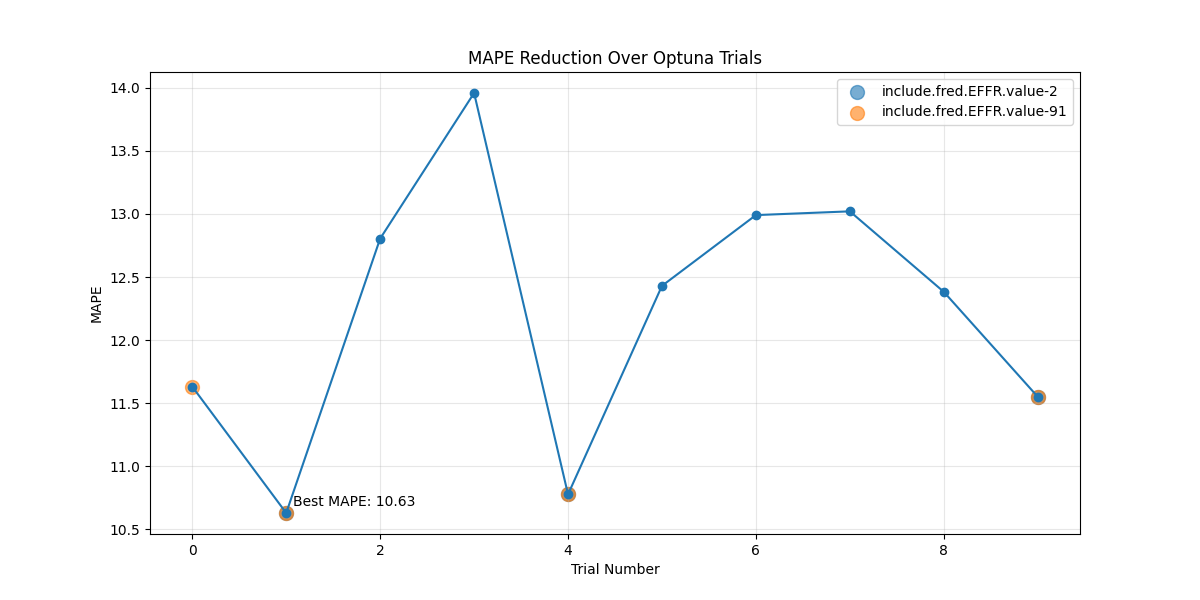 MAPE Reduction Over Optuna Trials
include.fred.EFFR.value-2
include.fred.EFFR.value-91
MAPE
14.0
13.5
13.0
12.5
12.0
11.5
11.0
10.5
Best MAPE: 10.63
0 2 4 6 8
Trial Number